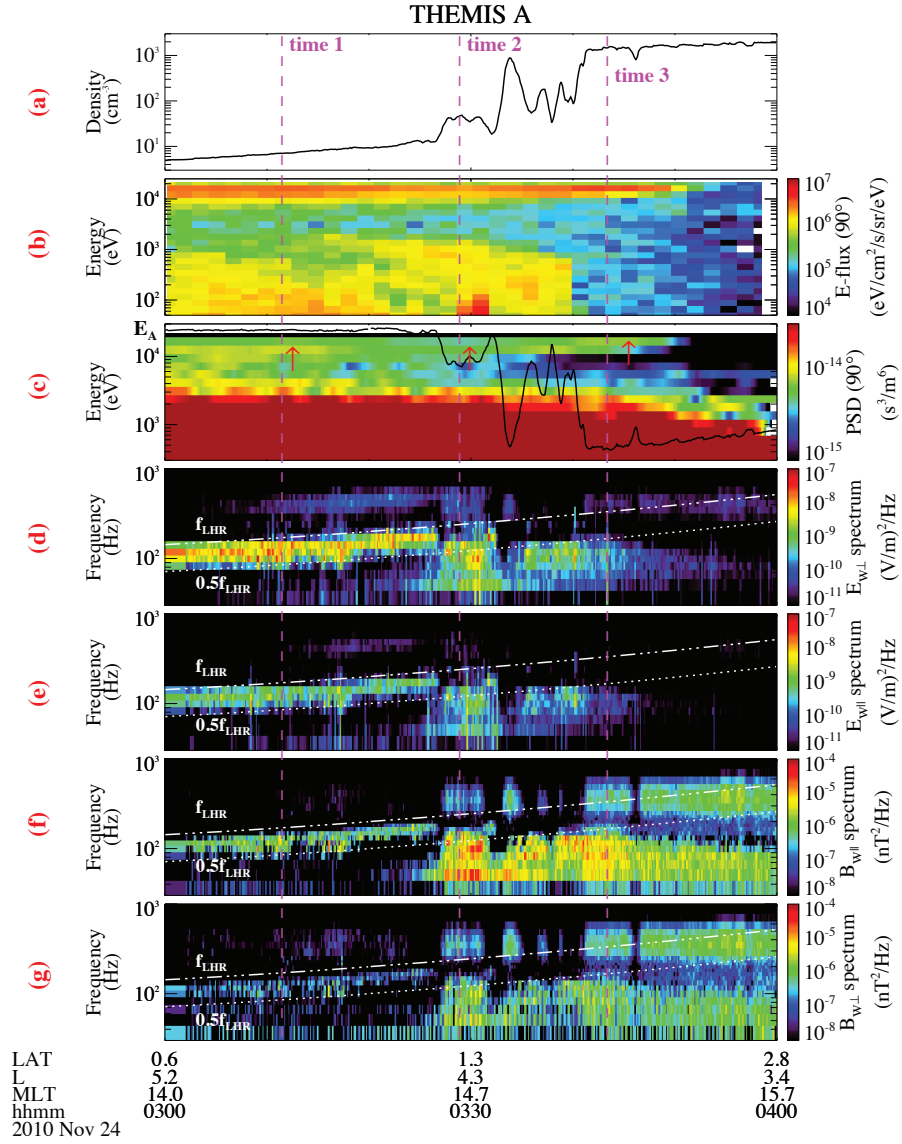 THEMIS A
time 1
time 2
time 3
(a)
Density
(cm⁻³)
10³
10²
10¹
(b)
Energy
(eV)
10⁴
10³
10²
10⁷
10⁶
10⁵
10⁴
E-flux (90°)
(eV/cm²/s/sr/eV)
(c)
Energy
(eV)
E_A
10⁴
10³
10⁻¹⁴
10⁻¹⁵
PSD (90°)
(s³/m⁶)
(d)
Frequency
(Hz)
10³
10²
f_LHR
0.5f_LHR
10⁻⁷
10⁻⁸
10⁻⁹
10⁻¹⁰
10⁻¹¹
E_w⊥ spectrum
(V/m)²/Hz
(e)
Frequency
(Hz)
10³
10²
f_LHR
0.5f_LHR
10⁻⁷
10⁻⁸
10⁻⁹
10⁻¹⁰
10⁻¹¹
E_w|| spectrum
(V/m)²/Hz
(f)
Frequency
(Hz)
10³
10²
f_LHR
0.5f_LHR
10⁻⁴
10⁻⁵
10⁻⁶
10⁻⁷
10⁻⁸
B_w|| spectrum
(nT²/Hz)
(g)
Frequency
(Hz)
10³
10²
f_LHR
0.5f_LHR
10⁻⁴
10⁻⁵
10⁻⁶
10⁻⁷
10⁻⁸
B_w⊥ spectrum
(nT²/Hz)
LAT 0.6 1.3 2.8
L 5.2 4.3 3.4
MLT 14.0 14.7 15.7
hhmm 0300 0330 0400
2010 Nov 24